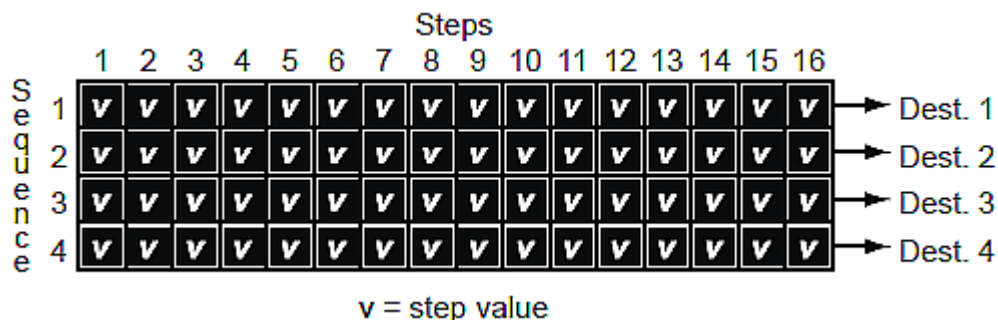 Steps
1 2 3 4 5 6 7 8 9 10 11 12 13 14 15 16
Sequence
1 v v v v v v v v v v v v v v v v Dest. 1
2 v v v v v v v v v v v v v v v v Dest. 2
3 v v v v v v v v v v v v v v v v Dest. 3
4 v v v v v v v v v v v v v v v v Dest. 4
v = step value